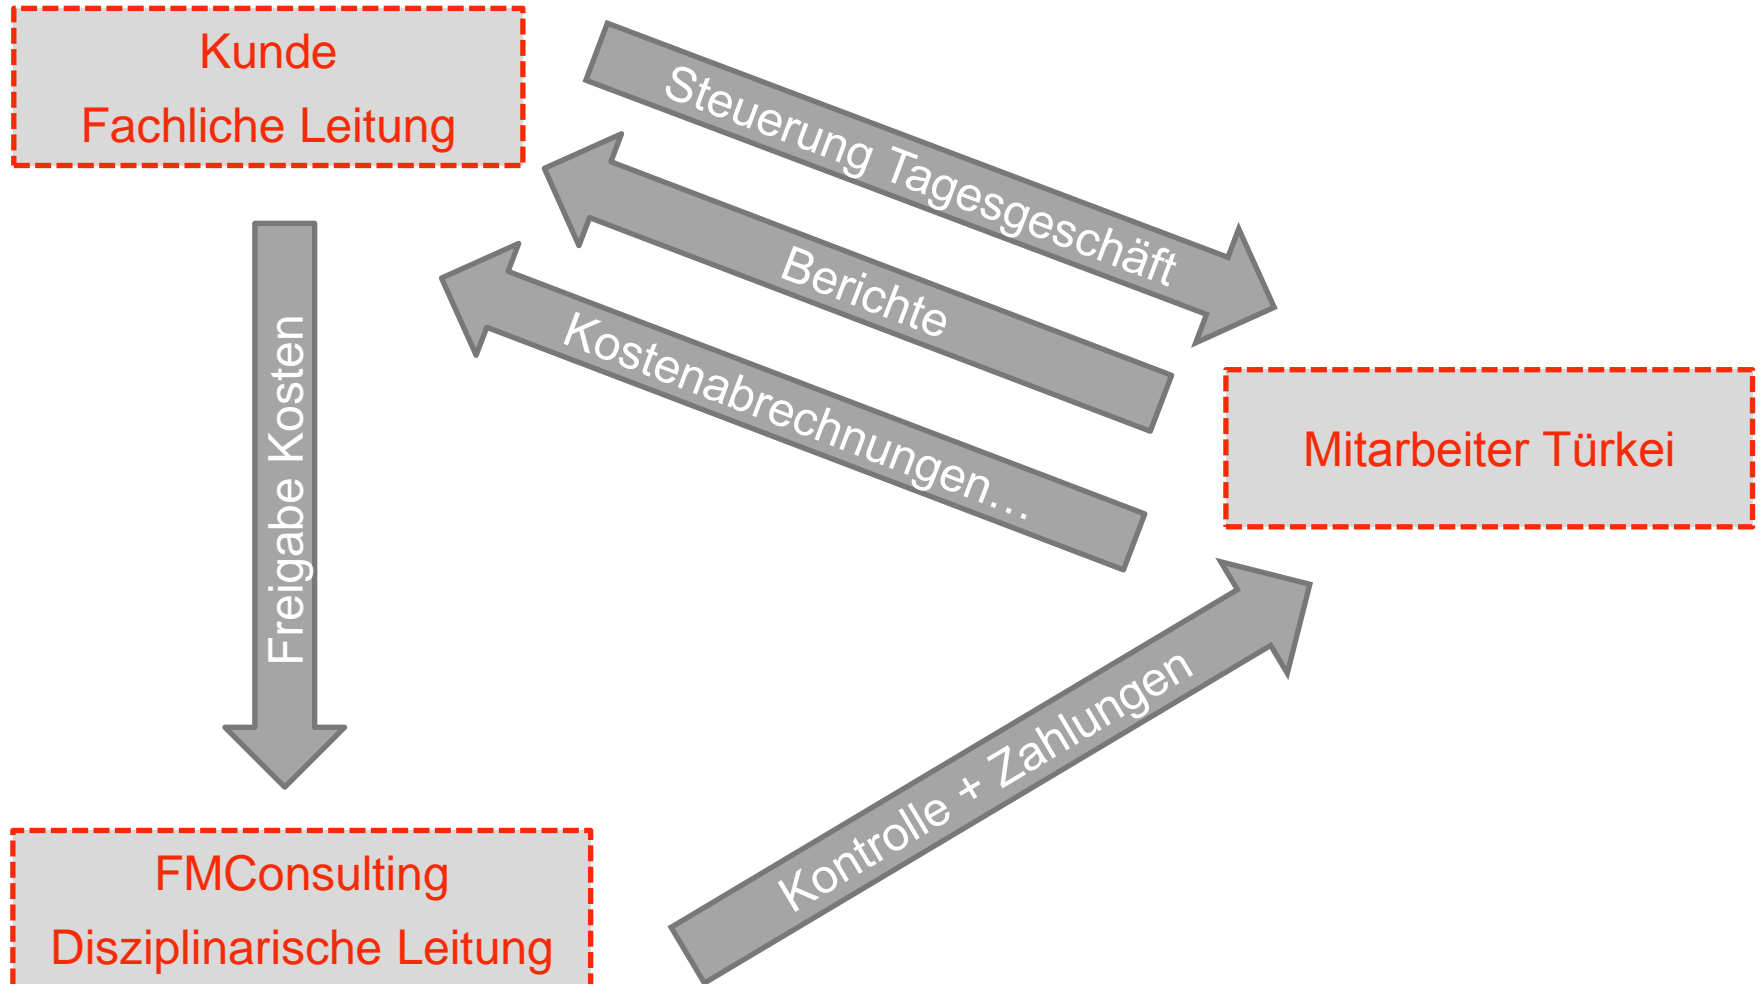 Kunde
Fachliche Leitung
Steuerung Tagesgeschäft
Berichte
Kostenabrechnungen…
Freigabe Kosten
Mitarbeiter Türkei
Kontrolle + Zahlungen
FMConsulting
Disziplinarische Leitung